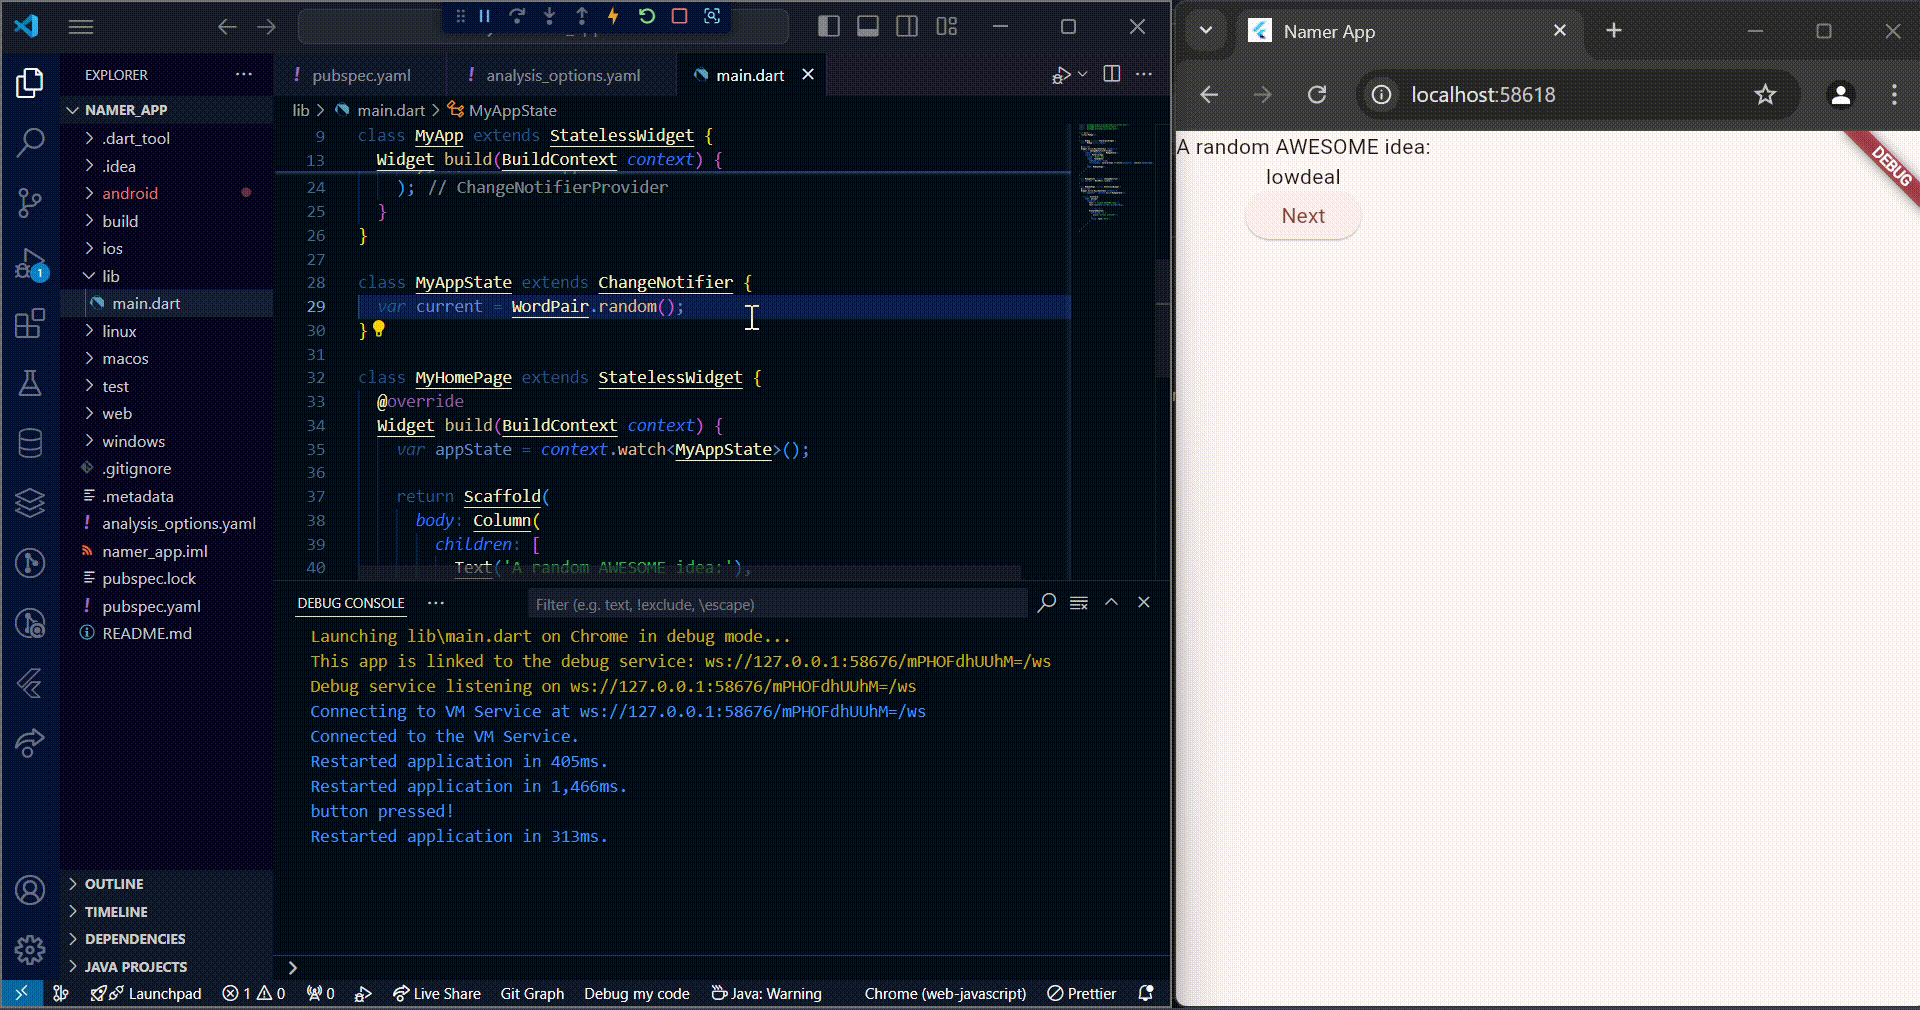 EXPLORER
NAMER_APP
.dart_tool
.idea
android
build
ios
lib
main.dart
linux
macos
test
web
windows
.gitignore
.metadata
analysis_options.yaml
namer_app.iml
pubspec.lock
pubspec.yaml
README.md
OUTLINE
TIMELINE
DEPENDENCIES
JAVA PROJECTS
1
pubspec.yaml
analysis_options.yaml
main.dart
lib > main.dart > MyAppState
9 class MyApp extends StatelessWidget {
13 Widget build(BuildContext context) {
24 ); // ChangeNotifierProvider
25 }
26 }
27
28 class MyAppState extends ChangeNotifier {
29 var current = WordPair.random();
30 }
31
32 class MyHomePage extends StatelessWidget {
33 @override
34 Widget build(BuildContext context) {
35 var appState = context.watch<MyAppState>();
36
37 return Scaffold(
38 body: Column(
39 children: [
40 Text('A random AWESOME idea:'),
DEBUG CONSOLE
Filter (e.g. text, !exclude, \escape)
Launching lib\main.dart on Chrome in debug mode...
This app is linked to the debug service: ws://127.0.0.1:58676/mPHOFdhUUhM=/ws
Debug service listening on ws://127.0.0.1:58676/mPHOFdhUUhM=/ws
Connecting to VM Service at ws://127.0.0.1:58676/mPHOFdhUUhM=/ws
Connected to the VM Service.
Restarted application in 405ms.
Restarted application in 1,466ms.
button pressed!
Restarted application in 313ms.
Launchpad 1 0 0 Live Share Git Graph Debug my code Java: Warning Chrome (web-javascript) Prettier
Namer App
localhost:58618
A random AWESOME idea:
lowdeal
Next
DEBUG